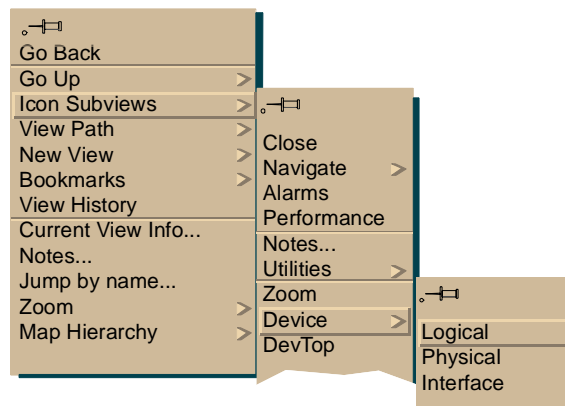 Go Back
Go Up
Icon Subviews
View Path
New View
Bookmarks
View History
Current View Info...
Notes...
Jump by name...
Zoom
Map Hierarchy
Close
Navigate
Alarms
Performance
Notes...
Utilities
Zoom
Device
DevTop
Logical
Physical
Interface